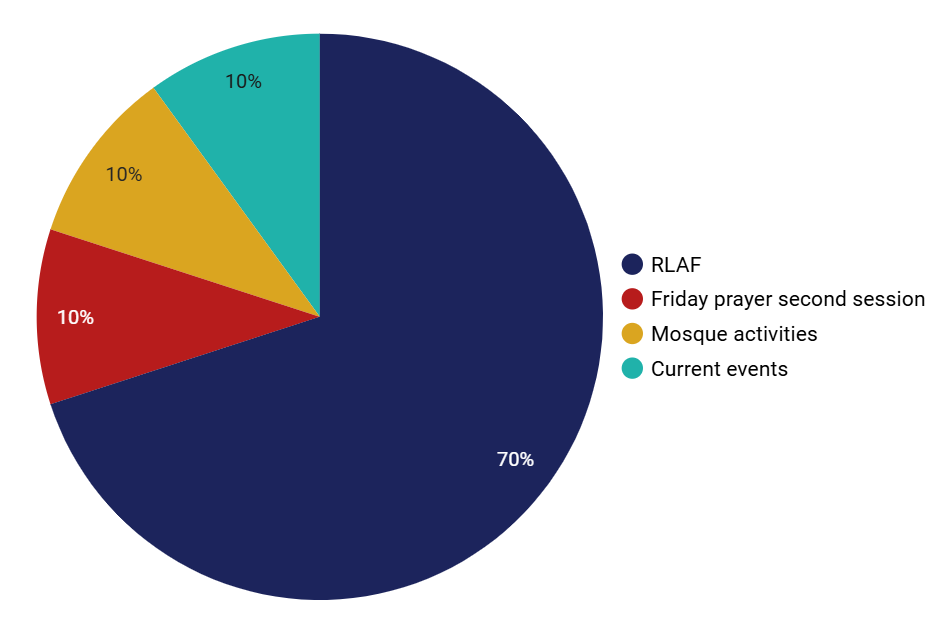 10%
10%
10%
70%
RLAF
Friday prayer second session
Mosque activities
Current events